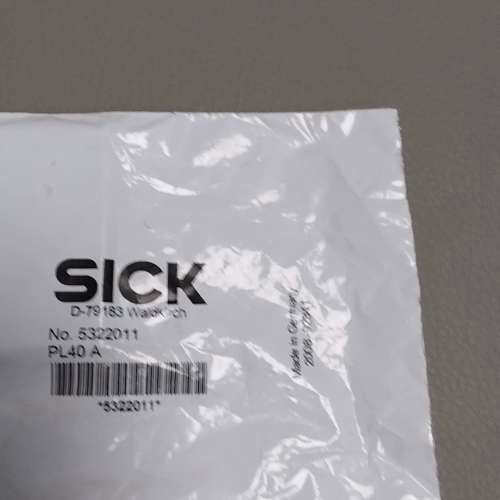 SICK
D-79183 Waldkirch
No. 5322011
PL40 A
*5322011*
Made in Germany